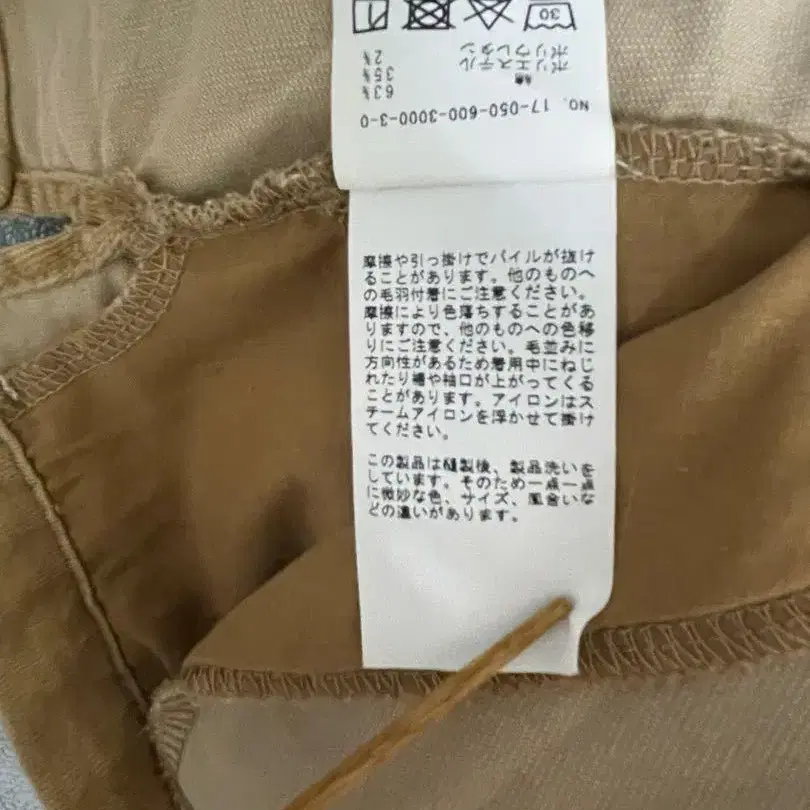 30
綿 63%
ポリエステル 35%
ポリウレタン 2%
NO. 17-050-600-3000-3-0
摩擦や引っ掛けでパイルが抜け
ることがあります。他のものへ
の毛羽付着にご注意ください。
摩擦により色落ちすることがあ
りますので、他のものへの色移
りにご注意ください。毛並みに
方向性があるため着用中にねじ
れたり裾や袖口が上がってくる
ことがあります。アイロンはス
チームアイロンを浮かせて掛け
てください。
この製品は縫製後、製品洗いを
しています。そのため一点一点
に微妙な色、サイズ、風合いな
どの違いがあります。